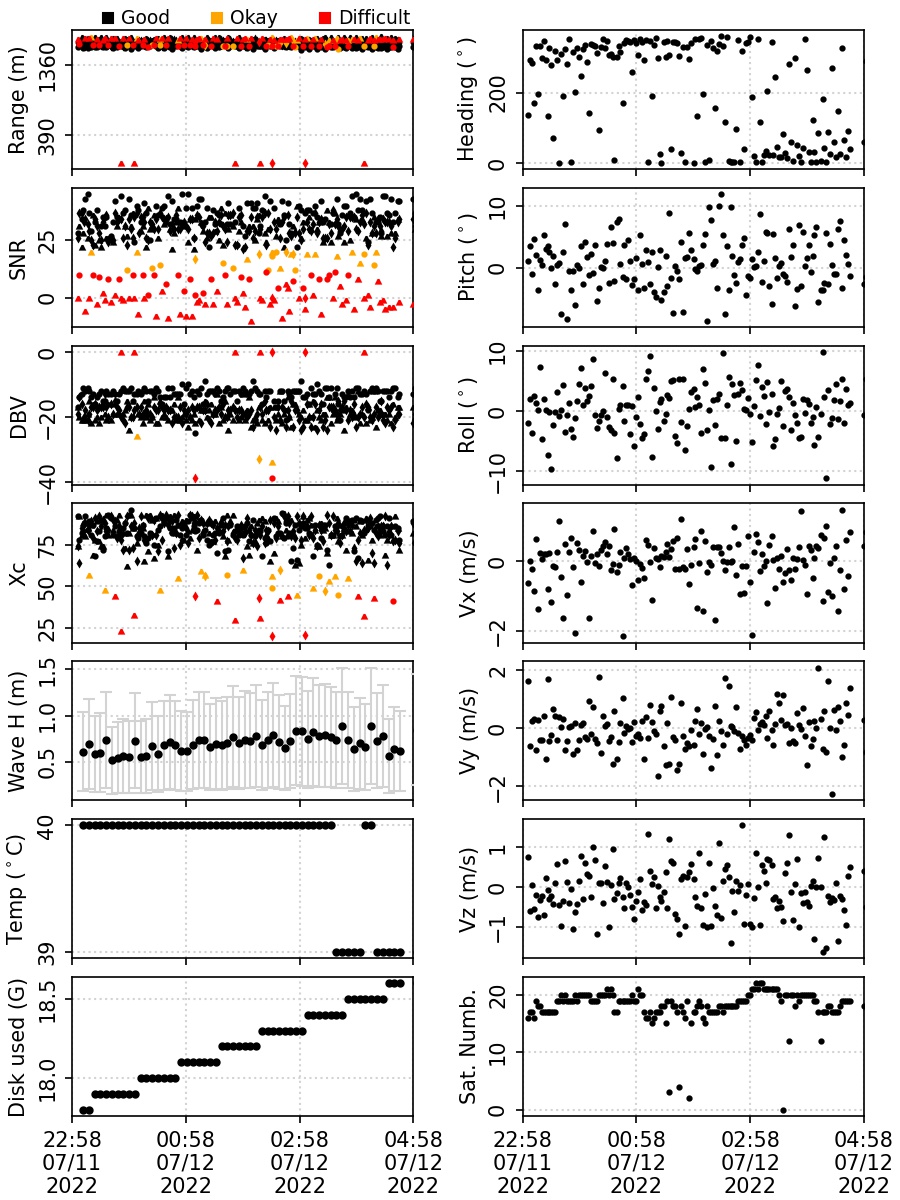 Good Okay Difficult
Range (m)
1360
390
Heading (°)
200
0
SNR
25
0
Pitch (°)
10
0
DBV
0
−20
−40
Roll (°)
10
0
−10
Xc
75
50
25
Vx (m/s)
0
−2
Wave H (m)
1.5
1.0
0.5
Vy (m/s)
2
0
−2
Temp (°C)
40
39
Vz (m/s)
1
0
−1
Disk used (G)
18.5
18.0
Sat. Numb.
20
10
0
22:58 00:58 02:58 04:58
07/11 07/12 07/12 07/12
2022 2022 2022 2022
22:58 00:58 02:58 04:58
07/11 07/12 07/12 07/12
2022 2022 2022 2022